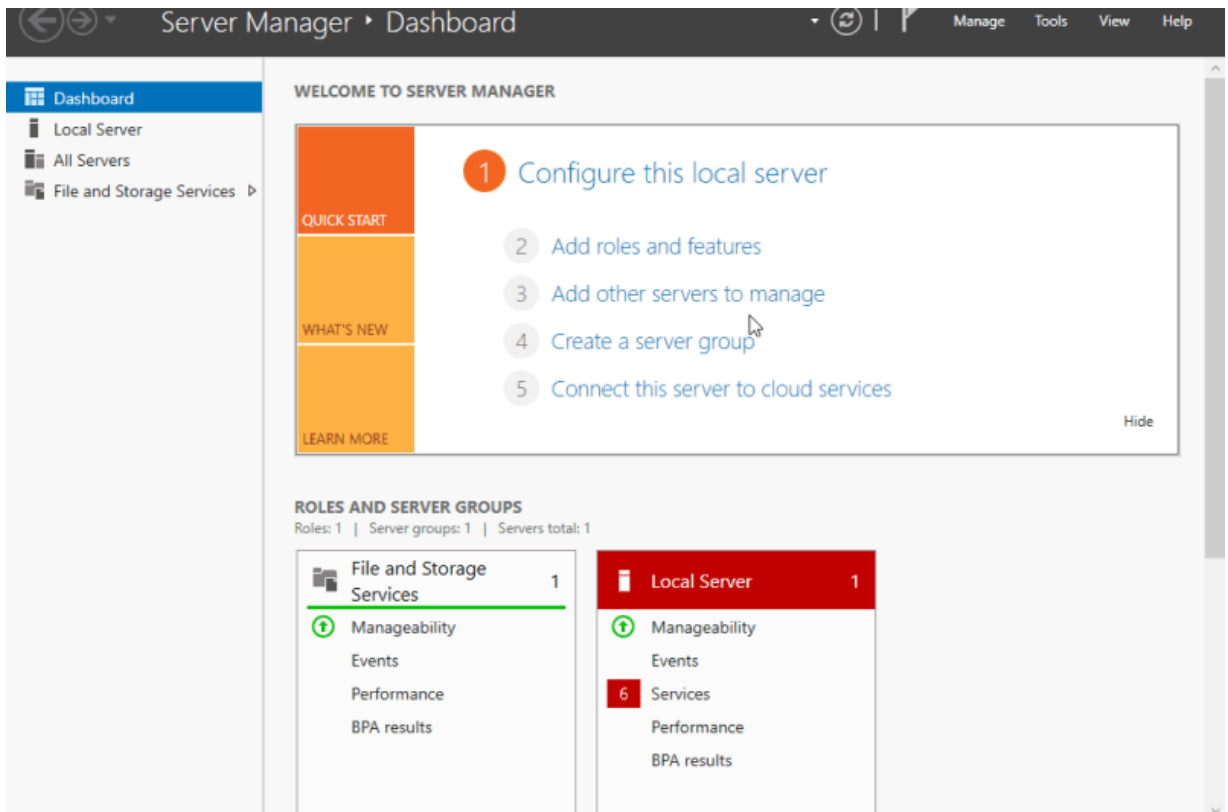 Server Manager ‣ Dashboard
Manage Tools View Help
Dashboard
Local Server
All Servers
File and Storage Services
WELCOME TO SERVER MANAGER
QUICK START
WHAT'S NEW
LEARN MORE
1 Configure this local server
2 Add roles and features
3 Add other servers to manage
4 Create a server group
5 Connect this server to cloud services
Hide
ROLES AND SERVER GROUPS
Roles: 1 | Server groups: 1 | Servers total: 1
File and Storage
Services
1
Manageability
Events
Performance
BPA results
Local Server 1
Manageability
Events
6 Services
Performance
BPA results